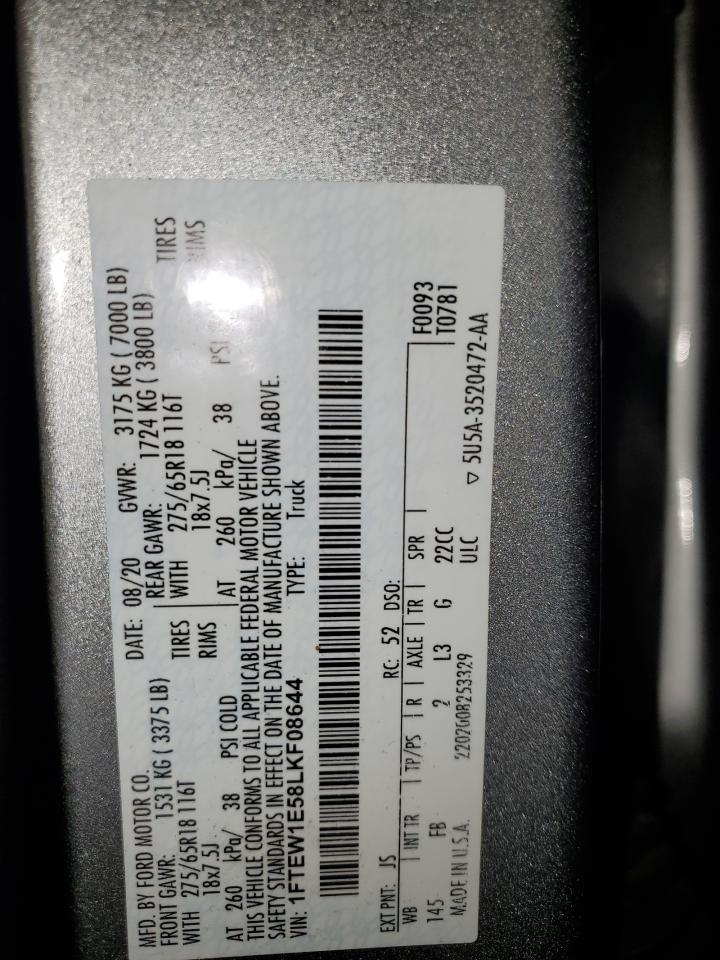 MFD. BY FORD MOTOR CO. DATE: 08/20 GVWR: 3175 KG ( 7000 LB)
FRONT GAWR: 1531 KG ( 3375 LB) REAR GAWR: 1724 KG ( 3800 LB)
WITH 275/65R18 116T TIRES WITH 275/65R18 116T TIRES
18x7.5J RIMS 18x7.5J RIMS
AT 260 kPa/ 38 PSI COLD AT 260 kPa/ 38 PSI
THIS VEHICLE CONFORMS TO ALL APPLICABLE FEDERAL MOTOR VEHICLE
SAFETY STANDARDS IN EFFECT ON THE DATE OF MANUFACTURE SHOWN ABOVE.
VIN: 1FTEW1E58LKF08644 TYPE: Truck
EXT PNT: JS RC: 52 DSO:
WB INT TR TP/PS R AXLE TR SPR F0093
145 FB 2 L3 G 22CC T0781
MADE IN U.S.A. 220260B253329 ULC
▽ 5U5A-3520472-AA